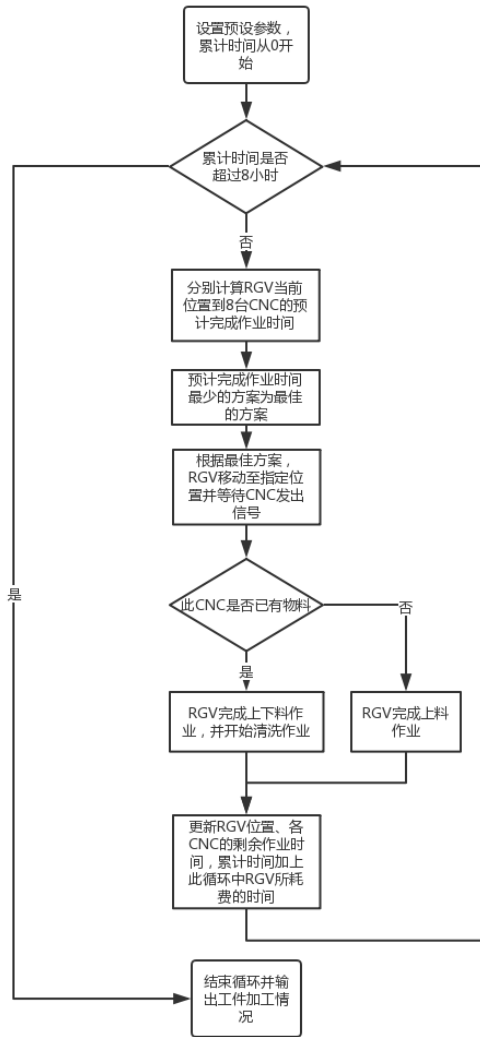 设置预设参数，
累计时间从0开
始
累计时间是否
超过8小时
否
分别计算RGV当前
位置到8台CNC的预
计完成作业时间
预计完成作业时间
最少的方案为最佳
的方案
根据最佳方案，
RGV移动至指定位
置并等待CNC发出
信号
是
此CNC是否已有物料
否
是
RGV完成上下料作
业，并开始清洗作业
RGV完成上料
作业
更新RGV位置、各
CNC的剩余作业时
间，累计时间加上
此循环中RGV所耗
费的时间
结束循环并输
出工件加工情
况